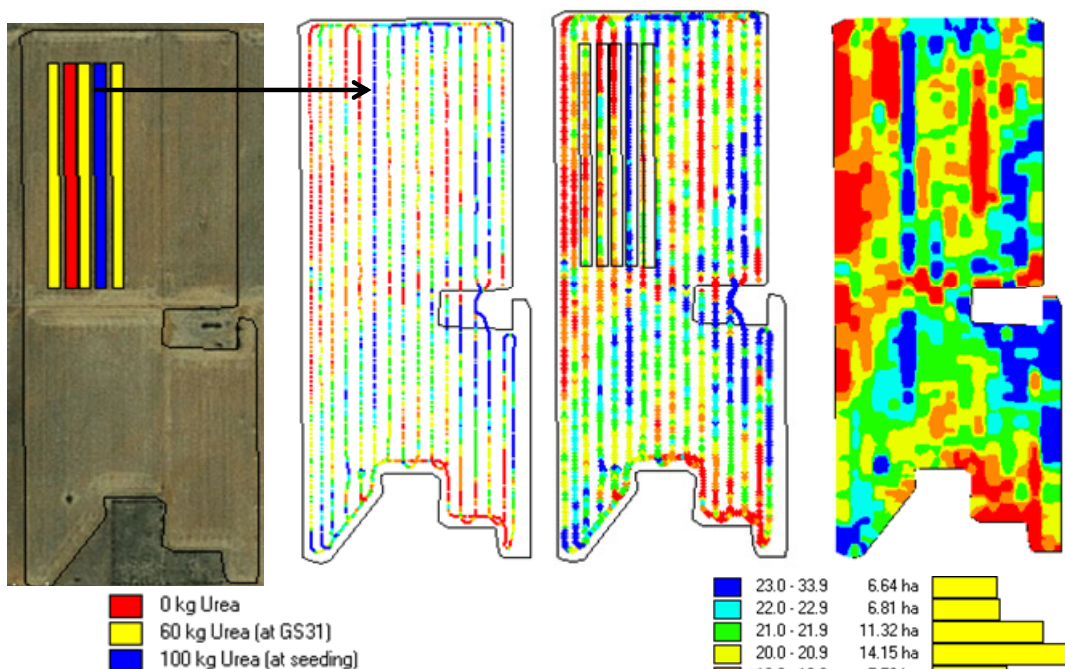 0 kg Urea
60 kg Urea (at GS31)
100 kg Urea (at seeding)
23.0 - 33.9 6.64 ha
22.0 - 22.9 6.81 ha
21.0 - 21.9 11.32 ha
20.0 - 20.9 14.15 ha